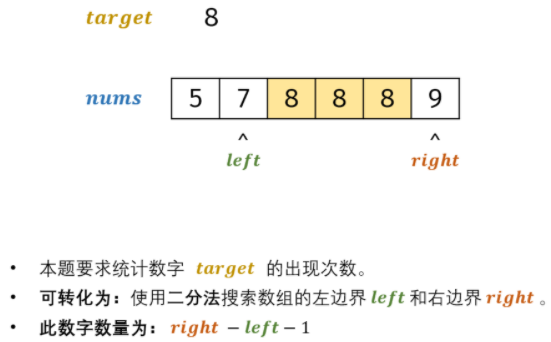 target 8
nums 5 7 8 8 8 9
^ ^
left right
• 本题要求统计数字 target 的出现次数。
• 可转化为：使用二分法搜索数组的左边界 left 和右边界 right 。
• 此数字数量为： right − left − 1